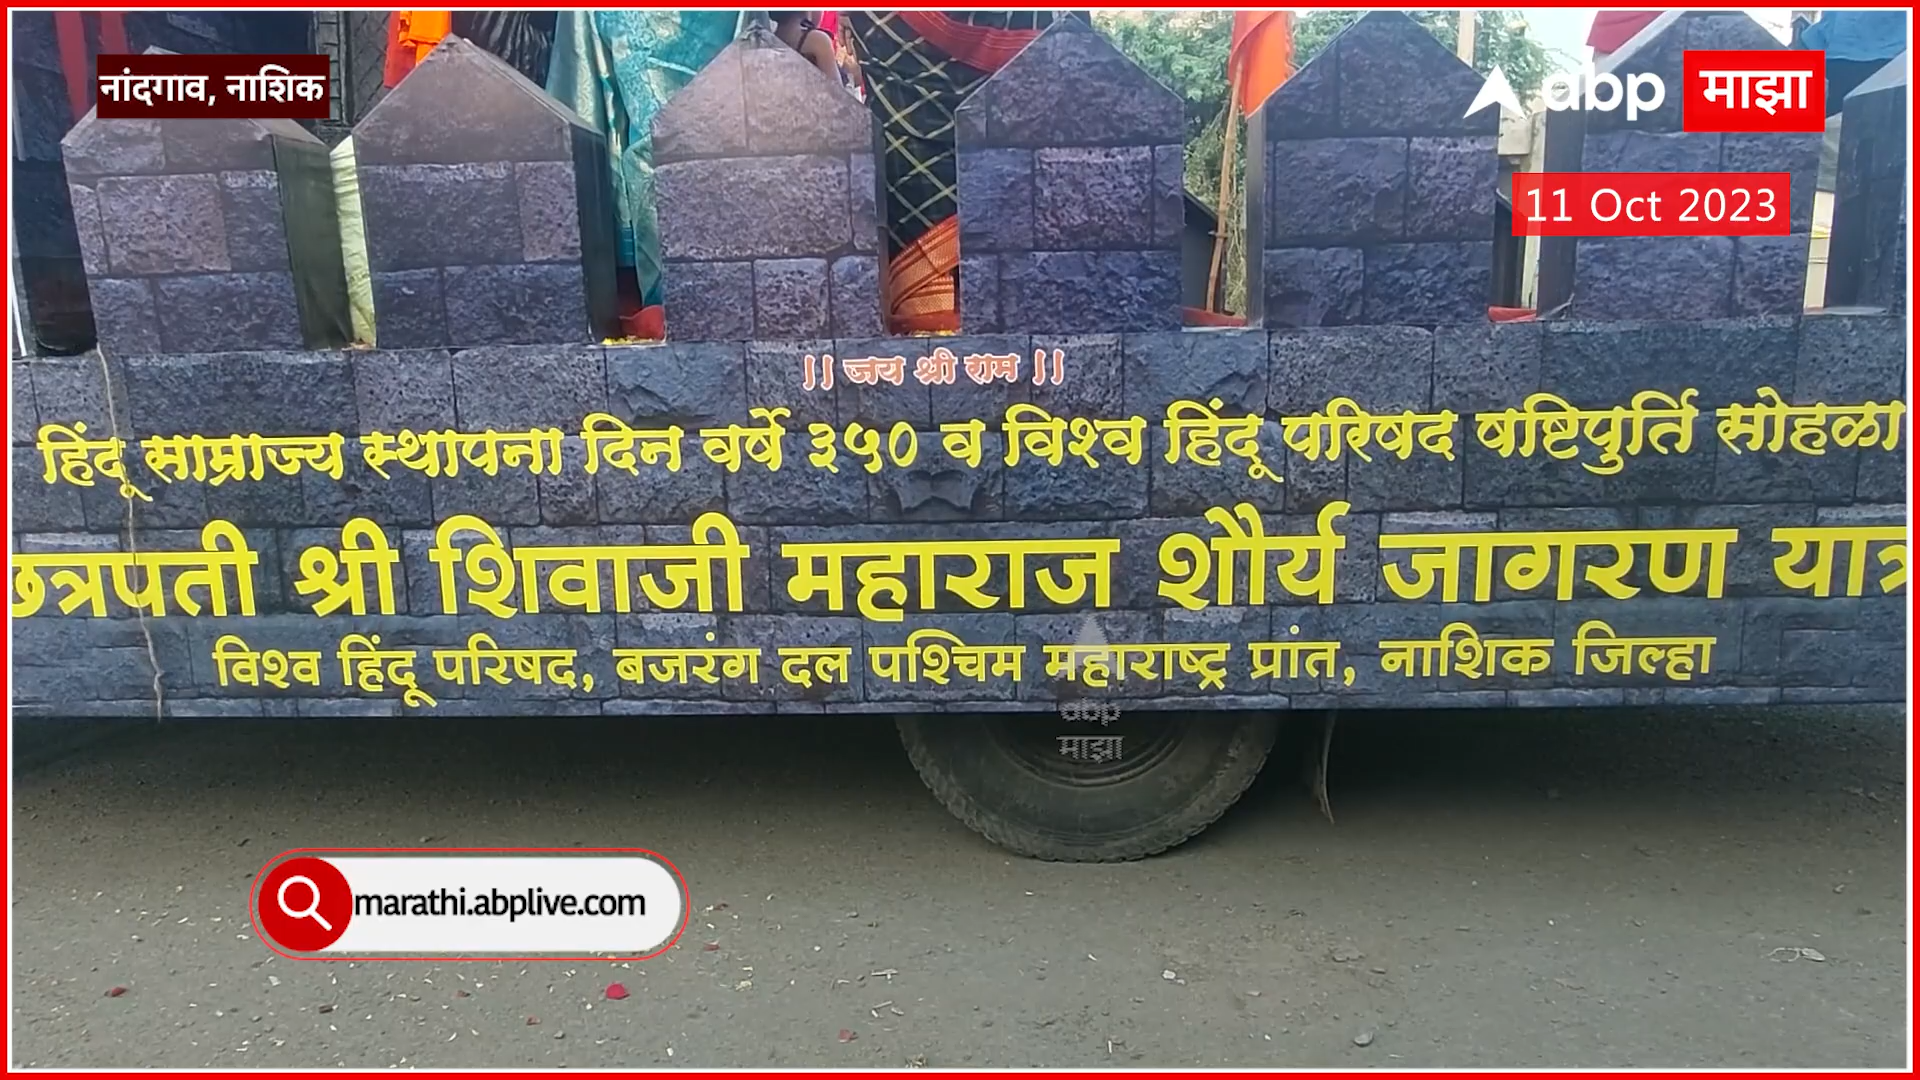 नांदगाव, नाशिक
abp माझा
11 Oct 2023
|| जय श्री राम ||
हिंदू साम्राज्य स्थापना दिन वर्षे ३५० व विश्व हिंदू परिषद षष्टिपुर्ति सोहळा
छत्रपती श्री शिवाजी महाराज शौर्य जागरण यात्र
विश्व हिंदू परिषद, बजरंग दल पश्चिम महाराष्ट्र प्रांत, नाशिक जिल्हा
abp
माझा
marathi.abplive.com